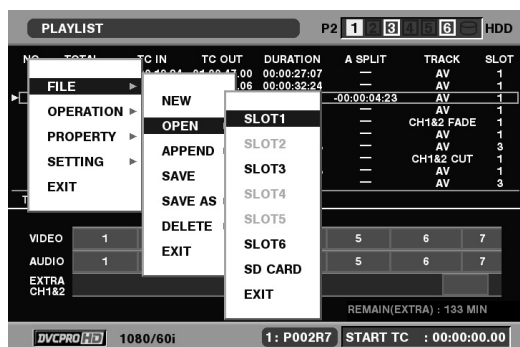 PLAYLIST P2 1 2 3 4 5 6 HDD
NO. TOTAL TC IN TC OUT DURATION A SPLIT TRACK SLOT
00:00:27:07 — AV 1
.06 00:00:32:24 — AV 1
-00:00:04:23 AV 1
— CH1&2 FADE 1
— AV 1
— AV 3
— CH1&2 CUT 1
— AV 1
— AV 3
FILE
OPERATION
PROPERTY
SETTING
EXIT
NEW
OPEN
APPEND
SAVE
SAVE AS
DELETE
EXIT
SLOT1
SLOT2
SLOT3
SLOT4
SLOT5
SLOT6
SD CARD
EXIT
VIDEO 1 5 6 7
AUDIO 1 5 6 7
EXTRA
CH1&2
REMAIN(EXTRA) : 133 MIN
DVCPRO HD 1080/60i 1: P002R7 START TC : 00:00:00.00